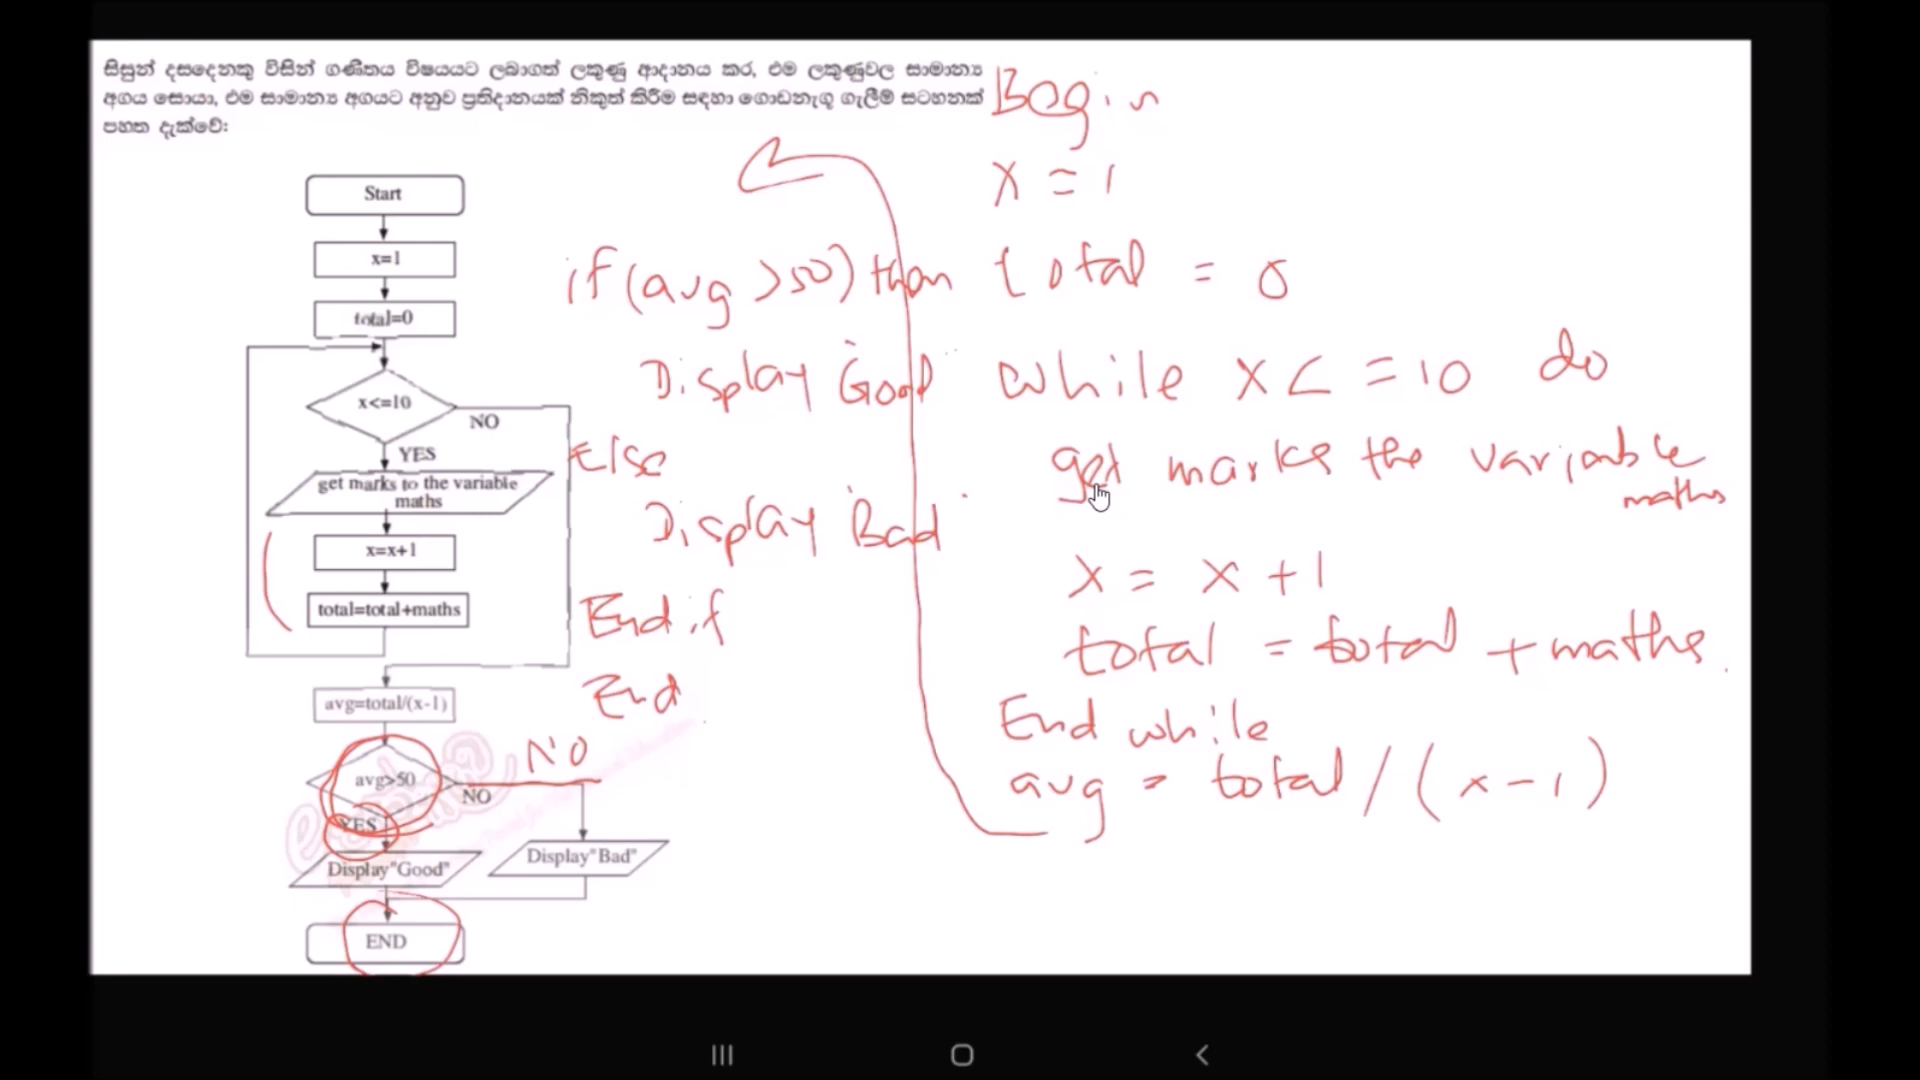 සිසුන් දසදෙනකු විසින් ගණිතය විෂයයට ලබාගත් ලකුණු ආදානය කර, එම ලකුණුවල සාමාන්‍ය
අගය සොයා, එම සාමාන්‍ය අගයට අනුව ප්‍රතිදානයක් නිකුත් කිරීම සඳහා ගොඩනැගූ ගැලීම් සටහනක්
පහත දැක්වේ:
Start
x=1
total=0
x<=10
NO
YES
get marks to the variable
maths
x=x+1
total=total+maths
avg=total/(x-1)
avg>50
NO
NO
YES
Display"Good"
Display"Bad"
END
Begin
x = 1
total = 0
while x < = 10 do
get marks the variable
maths
x = x + 1
total = total + maths.
End while
avg = total / ( x - 1 )
if (avg > 50) then
Display Good
Else
Display Bad
End if
End